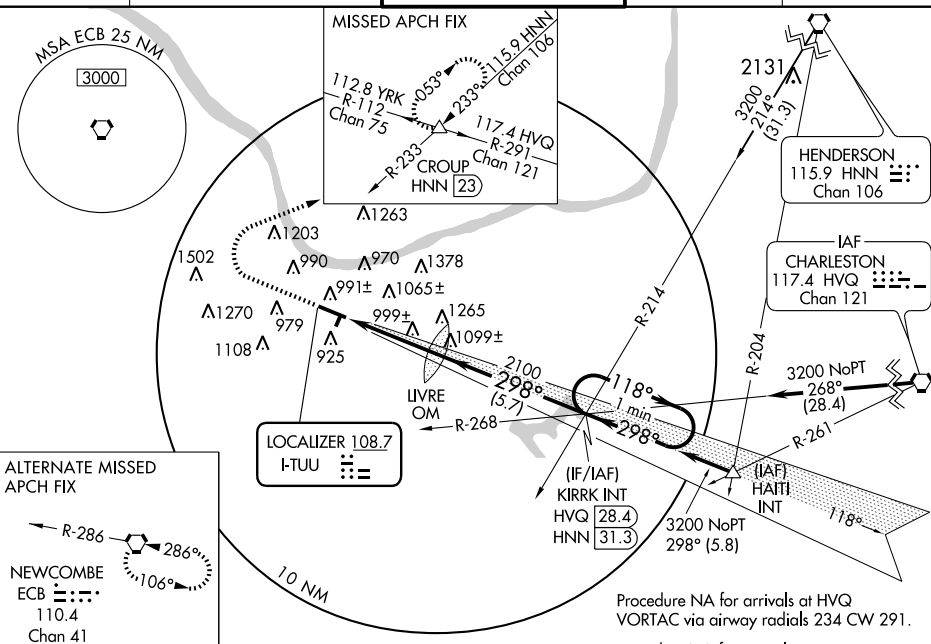 MSA ECB 25 NM
3000
MISSED APCH FIX
115.9 HNN
Chan 106
053°
233°
112.8 YRK
R-112
Chan 75
117.4 HVQ
R-291
Chan 121
R-233
CROUP
HNN 23
2131
3200
214°
(31.3)
HENDERSON
115.9 HNN
Chan 106
IAF
CHARLESTON
117.4 HVQ
Chan 121
1263
1203
1502
990
970
1378
991±
1065±
1270
979
999±
1265
1099±
1108
925
R-214
R-204
2100
298°
(5.7)
LIVRE
OM
118°
1 min
298°
3200 NoPT
268°
(28.4)
R-268
R-261
LOCALIZER 108.7
I-TUU
(IF/IAF)
KIRRK INT
HVQ 28.4
HNN 31.3
(IAF)
HAITI
INT
3200 NoPT
298° (5.8)
118°
ALTERNATE MISSED
APCH FIX
R-286
286°
106°
NEWCOMBE
ECB
110.4
Chan 41
10 NM
Procedure NA for arrivals at HVQ
VORTAC via airway radials 234 CW 291.